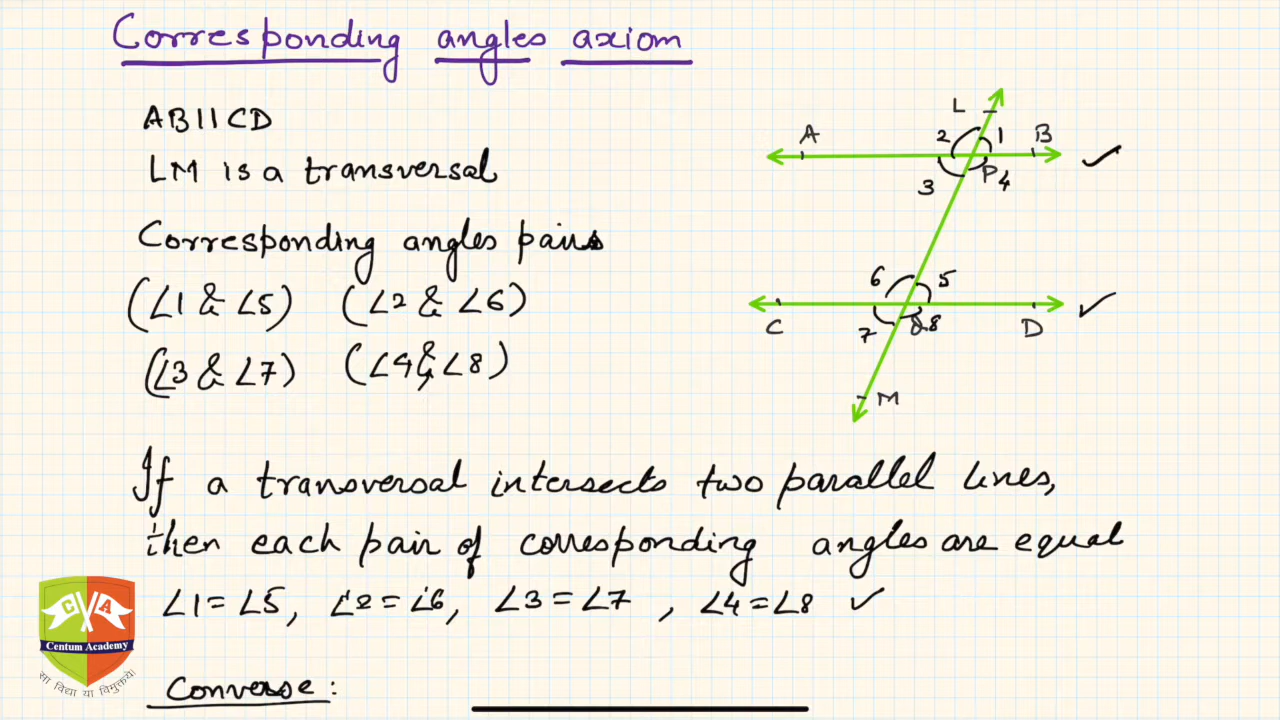 Corresponding angles axiom
AB || CD
LM is a transversal
Corresponding angles pairs
(∠1 & ∠5) (∠2 & ∠6)
(∠3 & ∠7) (∠4 & ∠8)
L
A 2 1 B
3 P 4
6 5
C 7 Q 8 D
M
If a transversal intersects two parallel lines,
then each pair of corresponding angles are equal
∠1 = ∠5, ∠2 = ∠6, ∠3 = ∠7, ∠4 = ∠8 ✓
C A
Centum Academy
सा विद्या या विमुक्तये।
Converse: